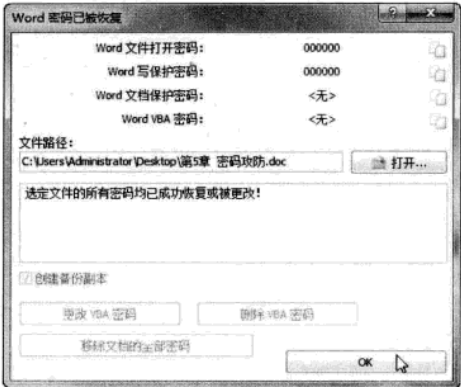 Word 密码已被恢复
Word 文件打开密码: 000000
Word 写保护密码: 000000
Word 文档保护密码: <无>
Word VBA 密码: <无>
文件路径:
C:\Users\Administrator\Desktop\第5章 密码攻防.doc 打开...
选定文件的所有密码均已成功恢复或被更改!
创建备份副本
更改 VBA 密码 删除 VBA 密码
移除文档的全部密码
OK